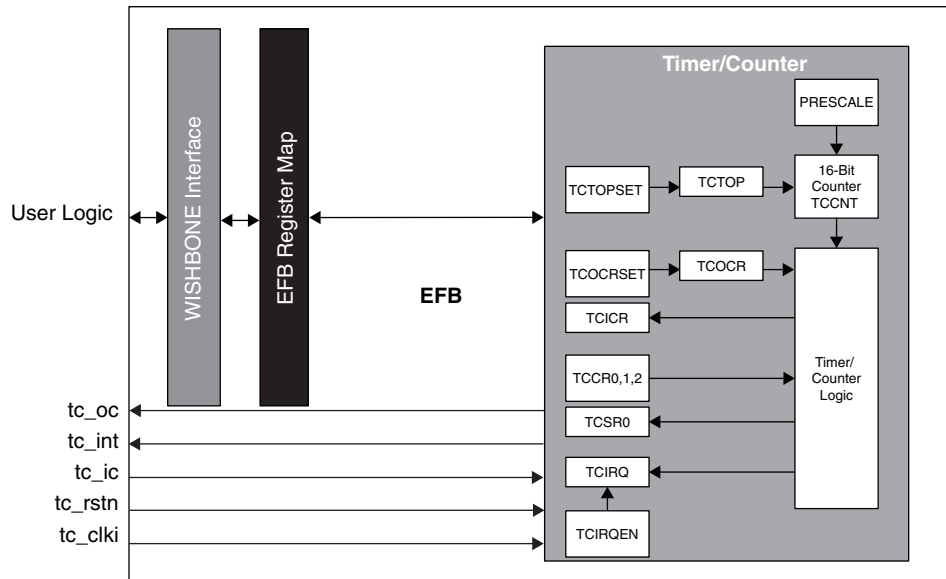 Timer/Counter
PRESCALE
16-Bit
Counter
TCCNT
TCTOPSET
TCTOP
User Logic
WISHBONE Interface
EFB Register Map
EFB
TCOCRSET
TCOCR
TCICR
TCCR0,1,2
Timer/
Counter
Logic
tc_oc
TCSR0
tc_int
tc_ic
TCIRQ
tc_rstn
TCIRQEN
tc_clki